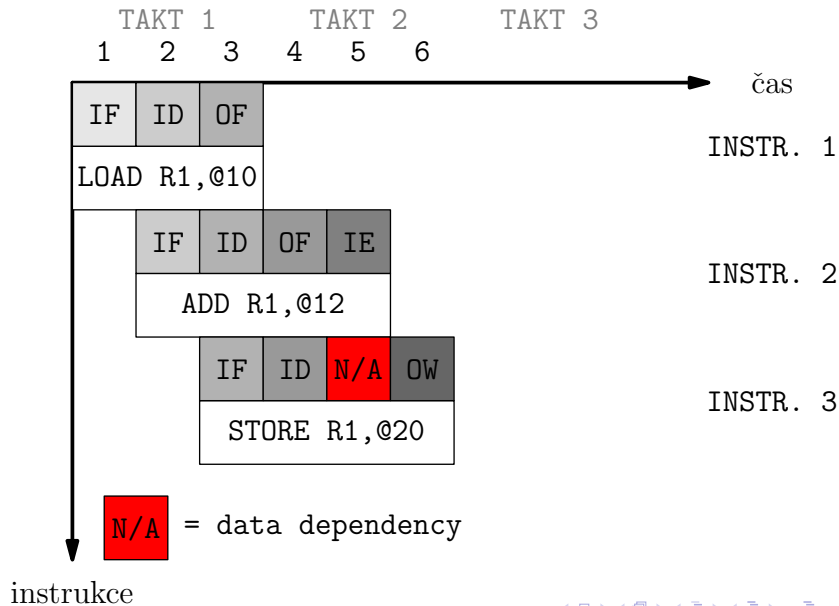 TAKT 1 TAKT 2 TAKT 3
1 2 3 4 5 6
čas
IF ID OF
INSTR. 1
LOAD R1,@10
IF ID OF IE
INSTR. 2
ADD R1,@12
IF ID N/A OW
INSTR. 3
STORE R1,@20
N/A = data dependency
instrukce